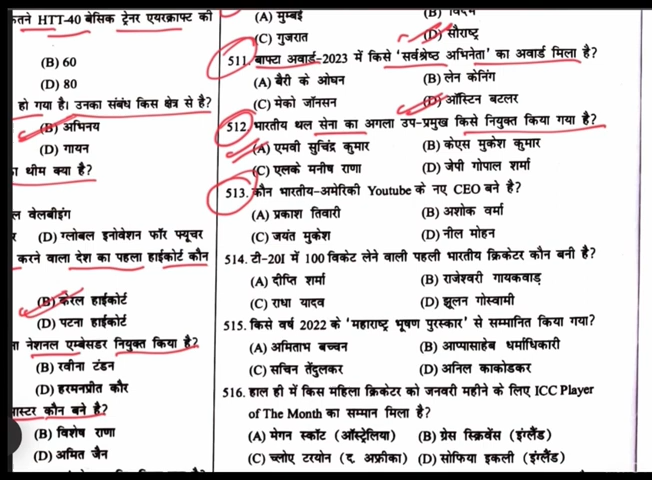 तने HTT-40 बेसिक ट्रेनर एयरक्राफ्ट की
(B) 60
(D) 80
हो गया है। उनका संबंध किस क्षेत्र से है?
(B) अभिनय
(D) गायन
थीम क्या है?
ल वेलबीइंग
(D) ग्लोबल इनोवेशन फॉर फ्यूचर
करने वाला देश का पहला हाईकोर्ट कौन
(B) केरल हाईकोर्ट
(D) पटना हाईकोर्ट
नेशनल एम्बेसडर नियुक्त किया है?
(B) रवीना टंडन
(D) हरमनप्रीत कौर
मास्टर कौन बने है?
(B) विशेष राणा
(D) अमित जैन
(A) मुम्बई (B) विदर्भ
(C) गुजरात (D) सौराष्ट्र
511. बाफ्टा अवार्ड-2023 में किसे 'सर्वश्रेष्ठ अभिनेता' का अवार्ड मिला है?
(A) बैरी के ओघन (B) लेन केनिंग
(C) मेको जॉनसन (D) ऑस्टिन बटलर
512. भारतीय थल सेना का अगला उप-प्रमुख किसे नियुक्त किया गया है?
(A) एमवी सुचिंद्र कुमार (B) केएस मुकेश कुमार
(C) एलके मनीष राणा (D) जेपी गोपाल शर्मा
513. कौन भारतीय-अमेरिकी Youtube के नए CEO बने है?
(A) प्रकाश तिवारी (B) अशोक वर्मा
(C) जयंत मुकेश (D) नील मोहन
514. टी-20I में 100 विकेट लेने वाली पहली भारतीय क्रिकेटर कौन बनी है?
(A) दीप्ति शर्मा (B) राजेश्वरी गायकवाड़
(C) राधा यादव (D) झूलन गोस्वामी
515. किसे वर्ष 2022 के 'महाराष्ट्र भूषण पुरस्कार' से सम्मानित किया गया?
(A) अमिताभ बच्चन (B) आप्पासाहेब धर्माधिकारी
(C) सचिन तेंदुलकर (D) अनिल काकोडकर
516. हाल ही में किस महिला क्रिकेटर को जनवरी महीने के लिए ICC Player
of The Month का सम्मान मिला है?
(A) मेगन स्कॉट (ऑस्ट्रेलिया) (B) ग्रेस स्क्रिवेंस (इंग्लैंड)
(C) च्लोए टरयोन (द. अफ्रीका) (D) सोफिया इकली (इंग्लैंड)